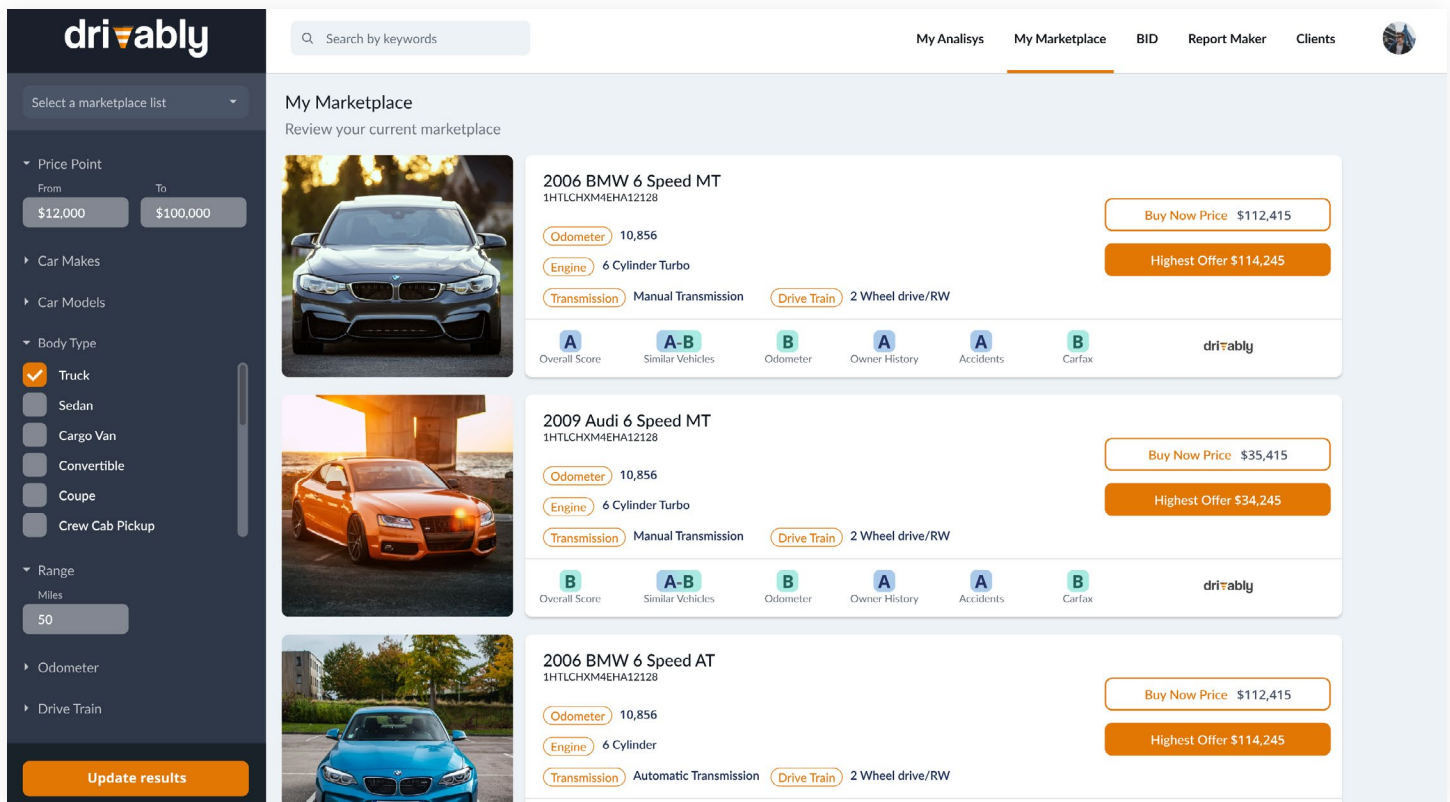 drivably
Search by keywords
My Analisys My Marketplace BID Report Maker Clients
Select a marketplace list
Price Point
From To
$12,000 $100,000
Car Makes
Car Models
Body Type
Truck
Sedan
Cargo Van
Convertible
Coupe
Crew Cab Pickup
Range
Miles
50
Odometer
Drive Train
Update results
My Marketplace
Review your current marketplace
2006 BMW 6 Speed MT
1HTLCHXM4EHA12128
Odometer 10,856
Engine 6 Cylinder Turbo
Transmission Manual Transmission Drive Train 2 Wheel drive/RW
Buy Now Price $112,415
Highest Offer $114,245
A A-B B A A B
Overall Score Similar Vehicles Odometer Owner History Accidents Carfax
drivably
2009 Audi 6 Speed MT
1HTLCHXM4EHA12128
Odometer 10,856
Engine 6 Cylinder Turbo
Transmission Manual Transmission Drive Train 2 Wheel drive/RW
Buy Now Price $35,415
Highest Offer $34,245
B A-B B A A B
Overall Score Similar Vehicles Odometer Owner History Accidents Carfax
drivably
2006 BMW 6 Speed AT
1HTLCHXM4EHA12128
Odometer 10,856
Engine 6 Cylinder
Transmission Automatic Transmission Drive Train 2 Wheel drive/RW
Buy Now Price $112,415
Highest Offer $114,245